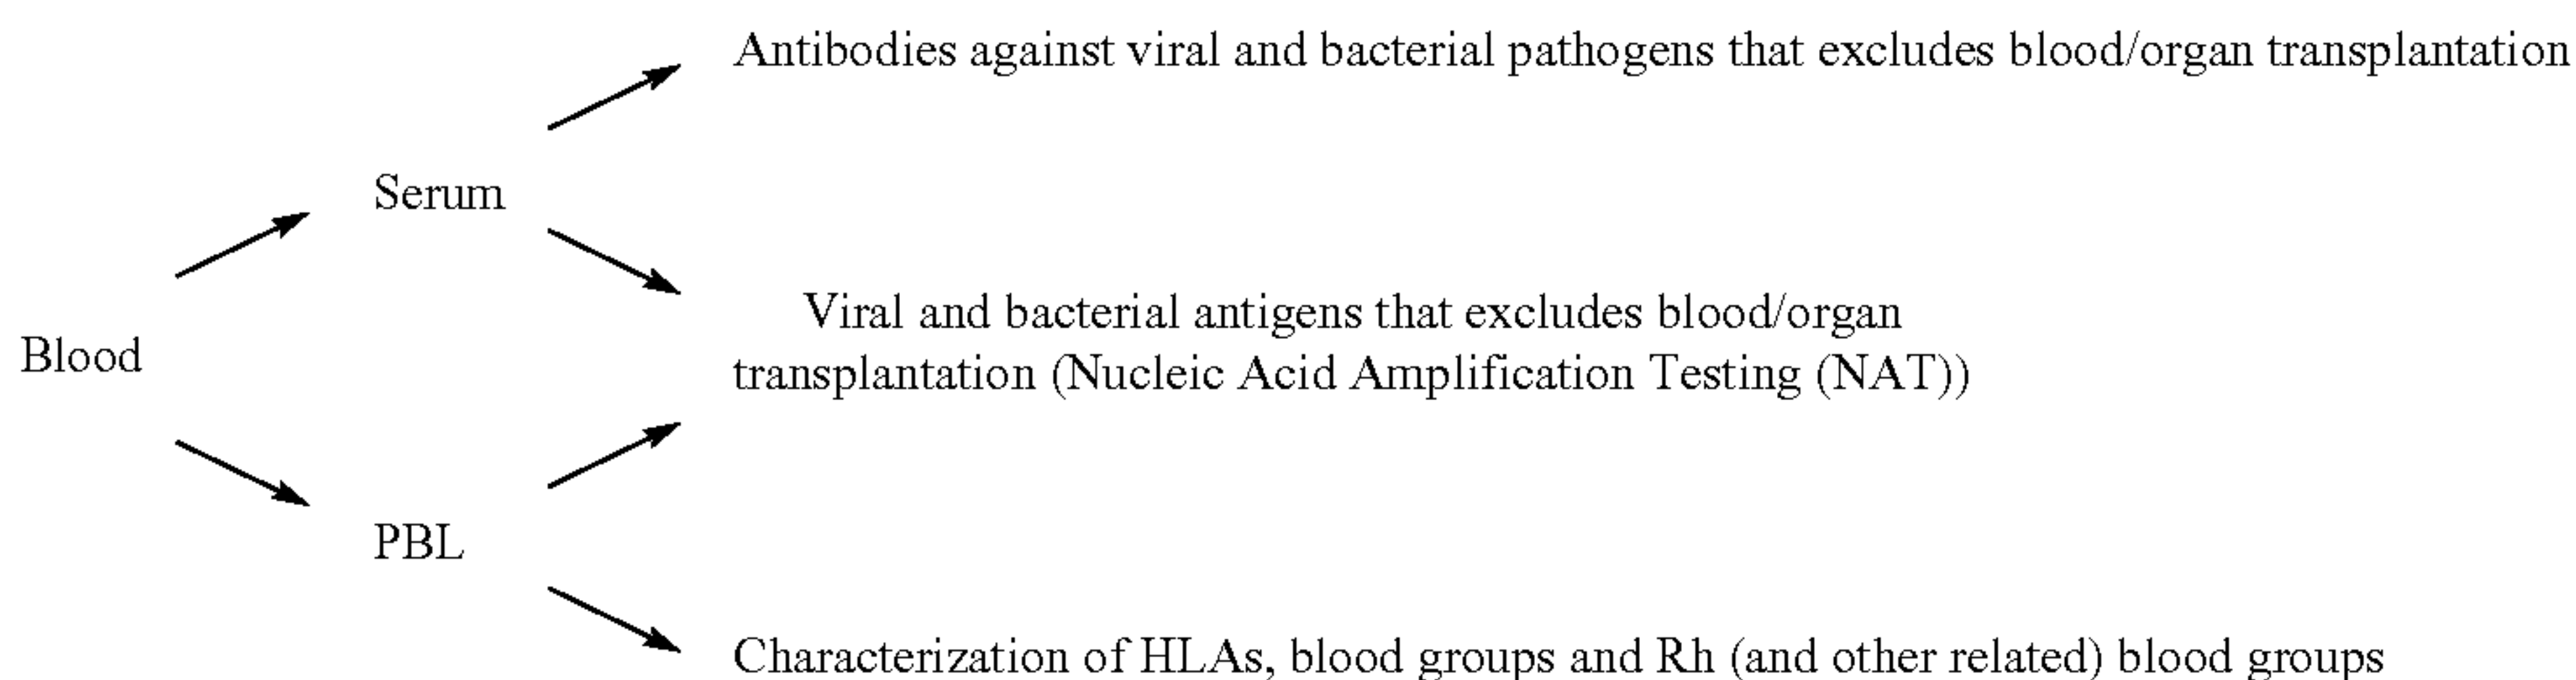 Antibodies against viral and bacterial pathogens that excludes blood/organ transplantation
Serum
Viral and bacterial antigens that excludes blood/organ
transplantation (Nucleic Acid Amplification Testing (NAT))
Blood
PBL
Characterization of HLAs, blood groups and Rh (and other related) blood groups